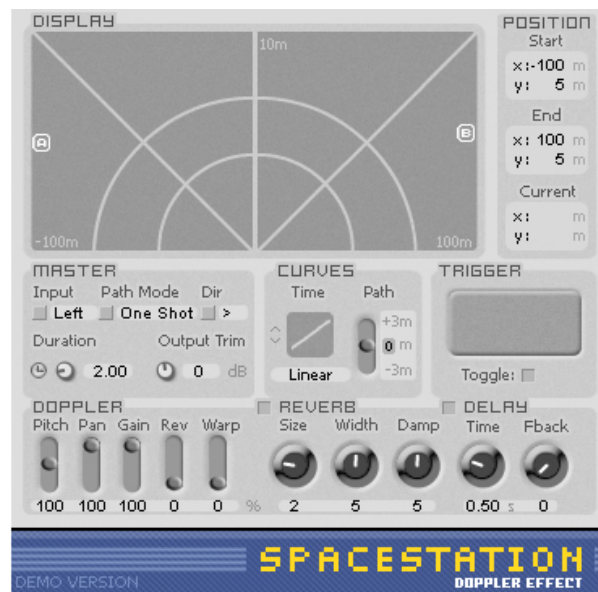 DISPLAY
10m
A
B
-100m
100m
POSITION
Start
x:-100 m
y: 5 m
End
x: 100 m
y: 5 m
Current
x: m
y: m
MASTER
Input Path Mode Dir
Left One Shot >
Duration Output Trim
2.00 0 dB
CURVES
Time Path
+3m
0 m
-3m
Linear
TRIGGER
Toggle:
DOPPLER
Pitch Pan Gain Rev Warp
100 100 100 0 0 %
REVERB
Size Width Damp
2 5 5
DELAY
Time Fback
0.50 s 0
SPACESTATION
DEMO VERSION
DOPPLER EFFECT